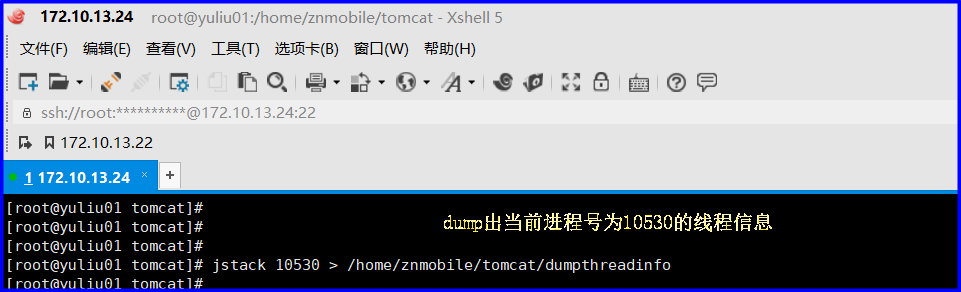 172.10.13.24 root@yuliu01:/home/znmobile/tomcat - Xshell 5
文件(F) 编辑(E) 查看(V) 工具(T) 选项卡(B) 窗口(W) 帮助(H)
ssh://root:**********@172.10.13.24:22
172.10.13.22
1 172.10.13.24 × +
[root@yuliu01 tomcat]#
[root@yuliu01 tomcat]#
dump出当前进程号为10530的线程信息
[root@yuliu01 tomcat]#
[root@yuliu01 tomcat]# jstack 10530 > /home/znmobile/tomcat/dumpthreadinfo
[root@yuliu01 tomcat]#